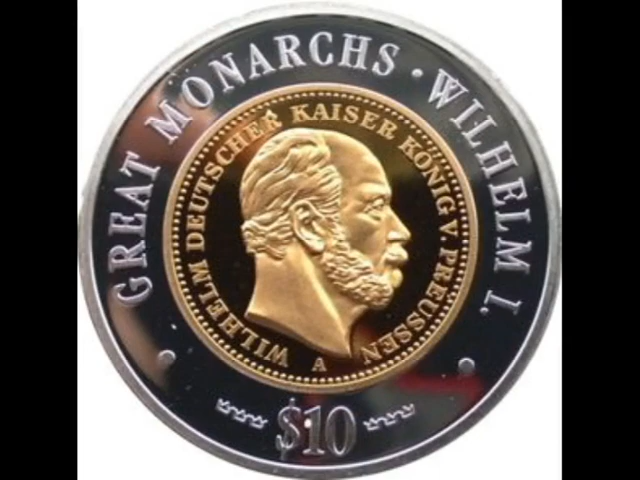 GREAT MONARCHS · WILHELM I.
WILHELM DEUTSCHER KAISER KÖNIG V. PREUSSEN
A
$10